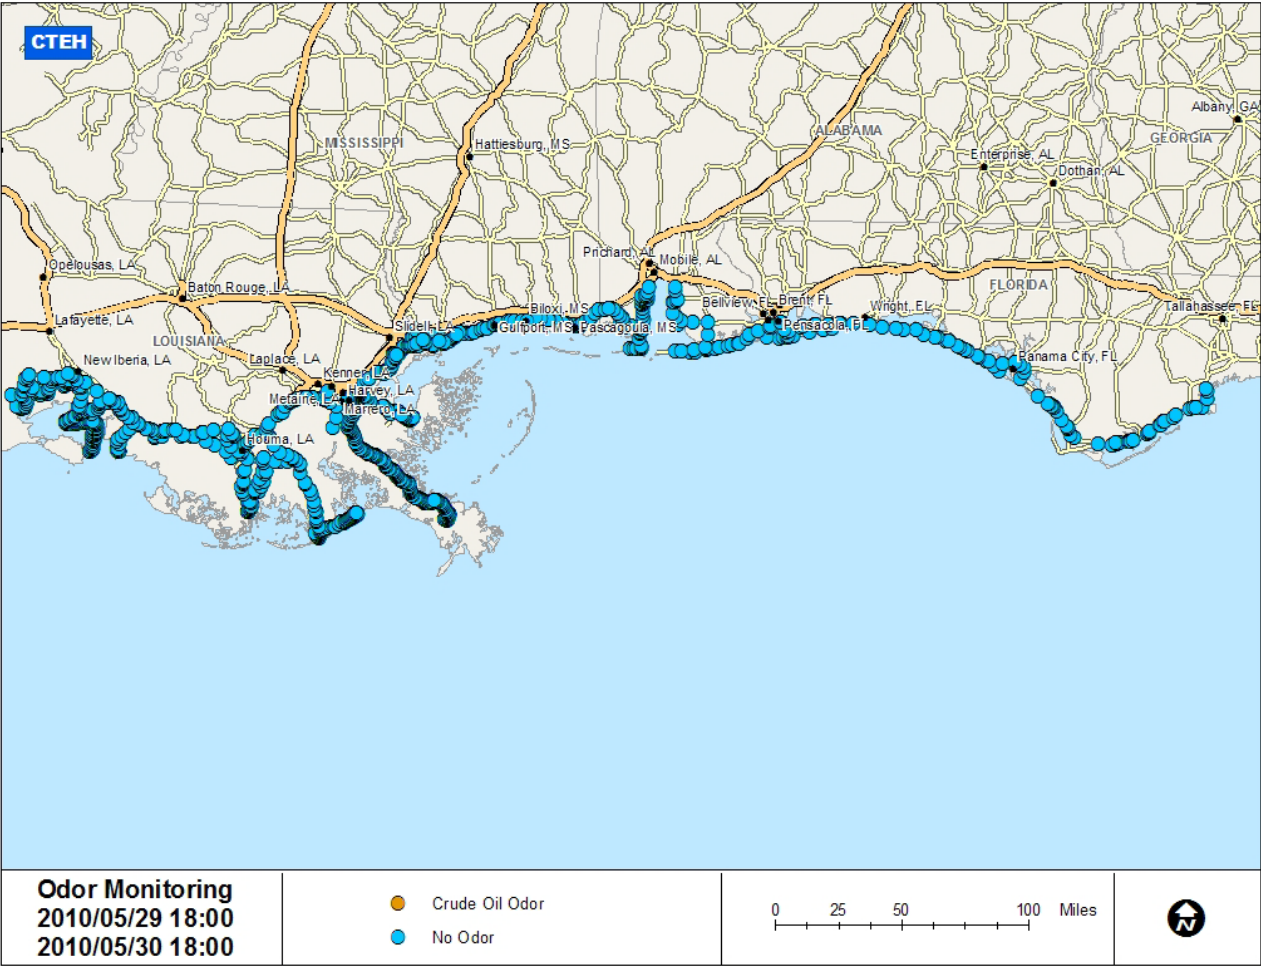 CTEH
Albany, GA
MISSISSIPPI
Hattiesburg, MS
ALABAMA
GEORGIA
Enterprise, AL
Dothan, AL
Prichard, AL
Mobile, AL
Opelousas, LA
Baton Rouge, LA
FLORIDA
Bellview, FL
Brent, FL
Wright, FL
Tallahassee, FL
Lafayette, LA
Slidell, LA
Biloxi, MS
Gulfport, MS
Pascagoula, MS
Pensacola, FL
LOUISIANA
New Iberia, LA
Laplace, LA
Kenner, LA
Panama City, FL
Metairie, LA
Harvey, LA
Marrero, LA
Houma, LA
Odor Monitoring
2010/05/29 18:00
2010/05/30 18:00
Crude Oil Odor
No Odor
0 25 50 100 Miles
N